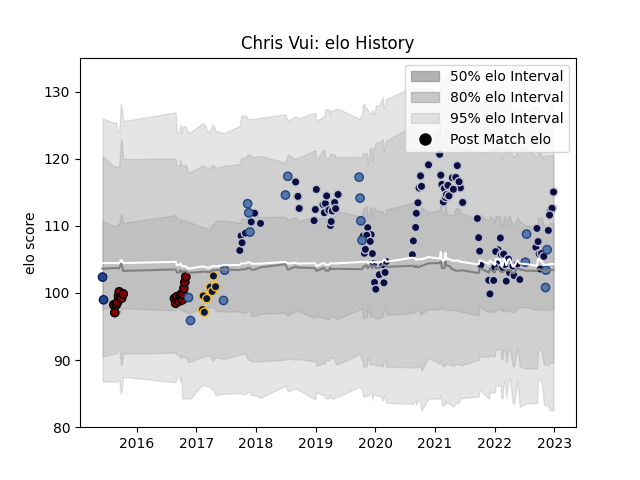 Chris Vui: elo History
50% elo Interval
80% elo Interval
95% elo Interval
Post Match elo
elo score
130
120
110
100
90
80
2016 2017 2018 2019 2020 2021 2022 2023